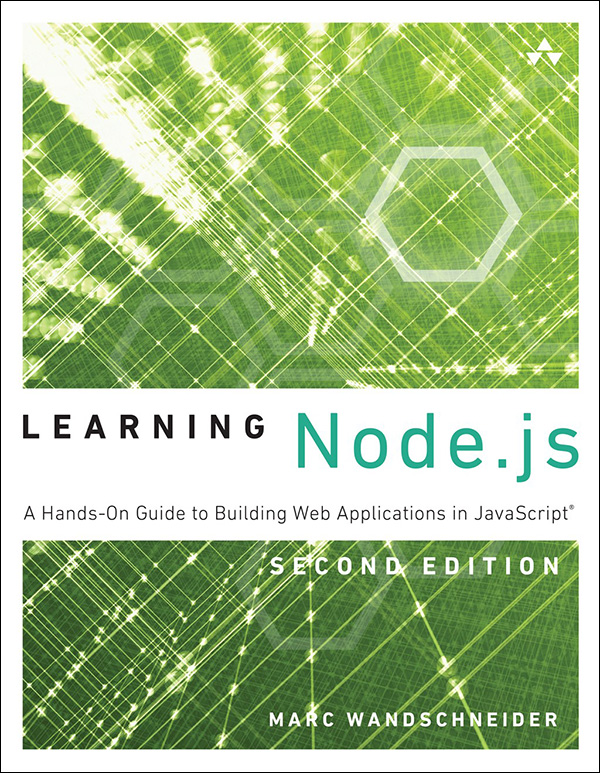 LEARNING Node.js
A Hands-On Guide to Building Web Applications in JavaScript®
SECOND EDITION
MARC WANDSCHNEIDER